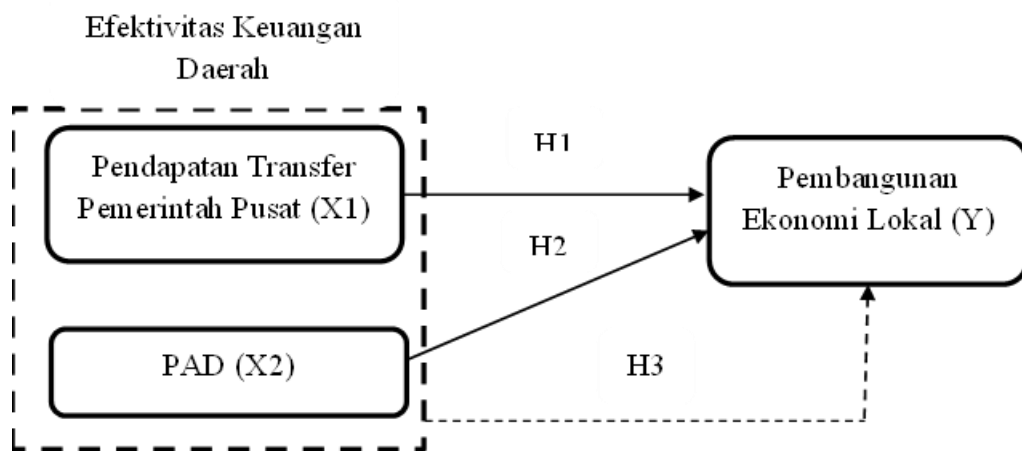 Efektivitas Keuangan
Daerah
Pendapatan Transfer
Pemerintah Pusat (X1)
H1
Pembangunan
Ekonomi Lokal (Y)
H2
PAD (X2)
H3